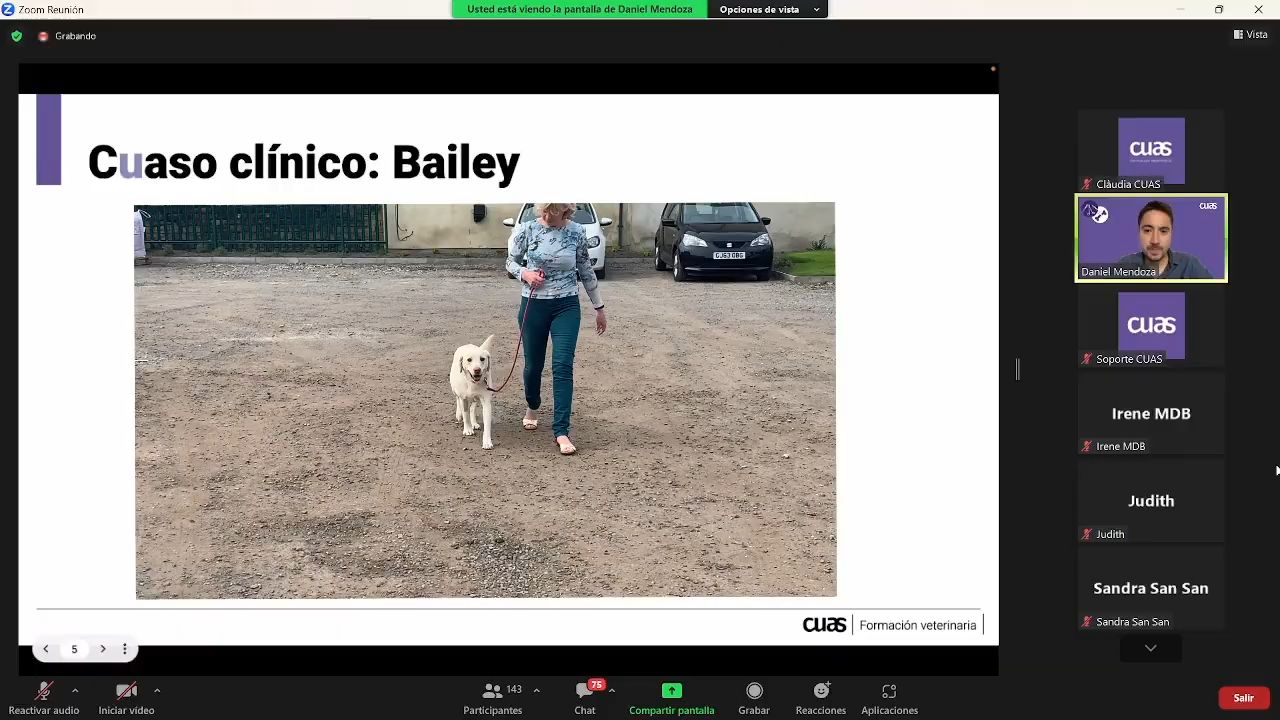 Zoom Reunión
Usted está viendo la pantalla de Daniel Mendoza
Opciones de vista
Grabando
Vista
Cuaso clínico: Bailey
GJ63 OBG
cuas
Formación veterinaria
5
cuas
Clàudia CUAS
cuas
Daniel Mendoza
cuas
Soporte CUAS
Irene MDB
Irene MDB
Judith
Judith
Sandra San San
Sandra San San
Reactivar audio
Iniciar vídeo
143
Participantes
75
Chat
Compartir pantalla
Grabar
Reacciones
Aplicaciones
Salir